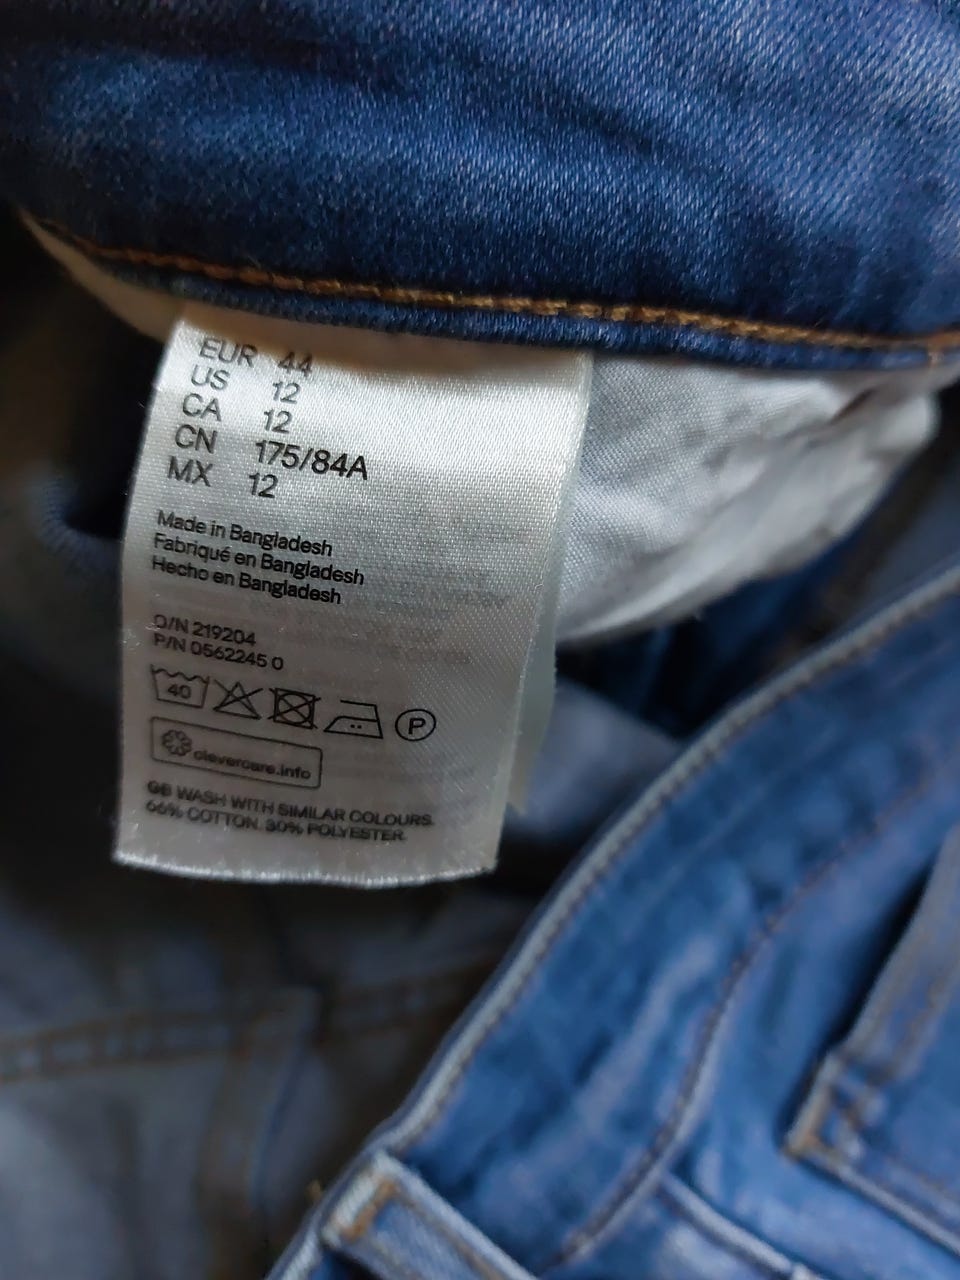 EUR 44
US 12
CA 12
CN 175/84A
MX 12
Made in Bangladesh
Fabriqué en Bangladesh
Hecho en Bangladesh
O/N 219204
P/N 0562245 0
40
P
clevercare.info
GB WASH WITH SIMILAR COLOURS.
66% COTTON. 30% POLYESTER.